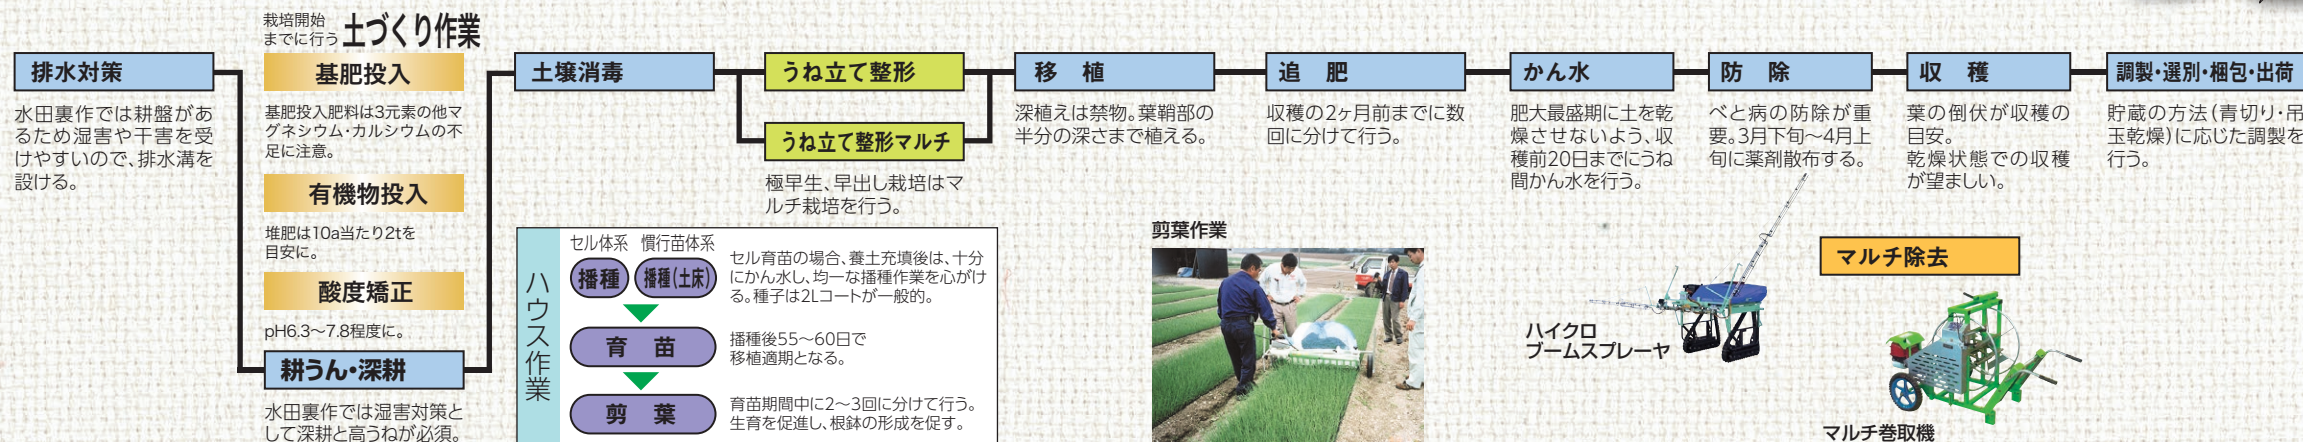 栽培開始
までに行う 土づくり作業
排水対策
水田裏作では耕盤があ
るため湿害や干害を受
けやすいので、排水溝を
設ける。
基肥投入
基肥投入肥料は3元素の他マ
グネシウム・カルシウムの不
足に注意。
有機物投入
堆肥は10a当たり2tを
目安に。
酸度矯正
pH6.3〜7.8程度に。
耕うん・深耕
水田裏作では湿害対策と
して深耕と高うねが必須。
土壌消毒
うね立て整形
うね立て整形マルチ
極早生、早出し栽培はマ
ルチ栽培を行う。
ハウス作業
セル体系 慣行苗体系
播種 播種(土床)
セル育苗の場合、養土充填後は、十分
にかん水し、均一な播種作業を心がけ
る。種子は2Lコートが一般的。
育 苗
播種後55〜60日で
移植適期となる。
剪 葉
育苗期間中に2〜3回に分けて行う。
生育を促進し、根鉢の形成を促す。
移 植
深植えは禁物。葉鞘部の
半分の深さまで植える。
追 肥
収穫の2ヶ月前までに数
回に分けて行う。
剪葉作業
かん水
肥大最盛期に土を乾
燥させないよう、収
穫前20日までにうね
間かん水を行う。
防 除
べと病の防除が重
要。3月下旬〜4月上
旬に薬剤散布する。
ハイクロ
ブームスプレーヤ
収 穫
葉の倒伏が収穫の
目安。
乾燥状態での収穫
が望ましい。
マルチ除去
マルチ巻取機
調製・選別・梱包・出荷
貯蔵の方法(青切り・吊
玉乾燥)に応じた調製を
行う。